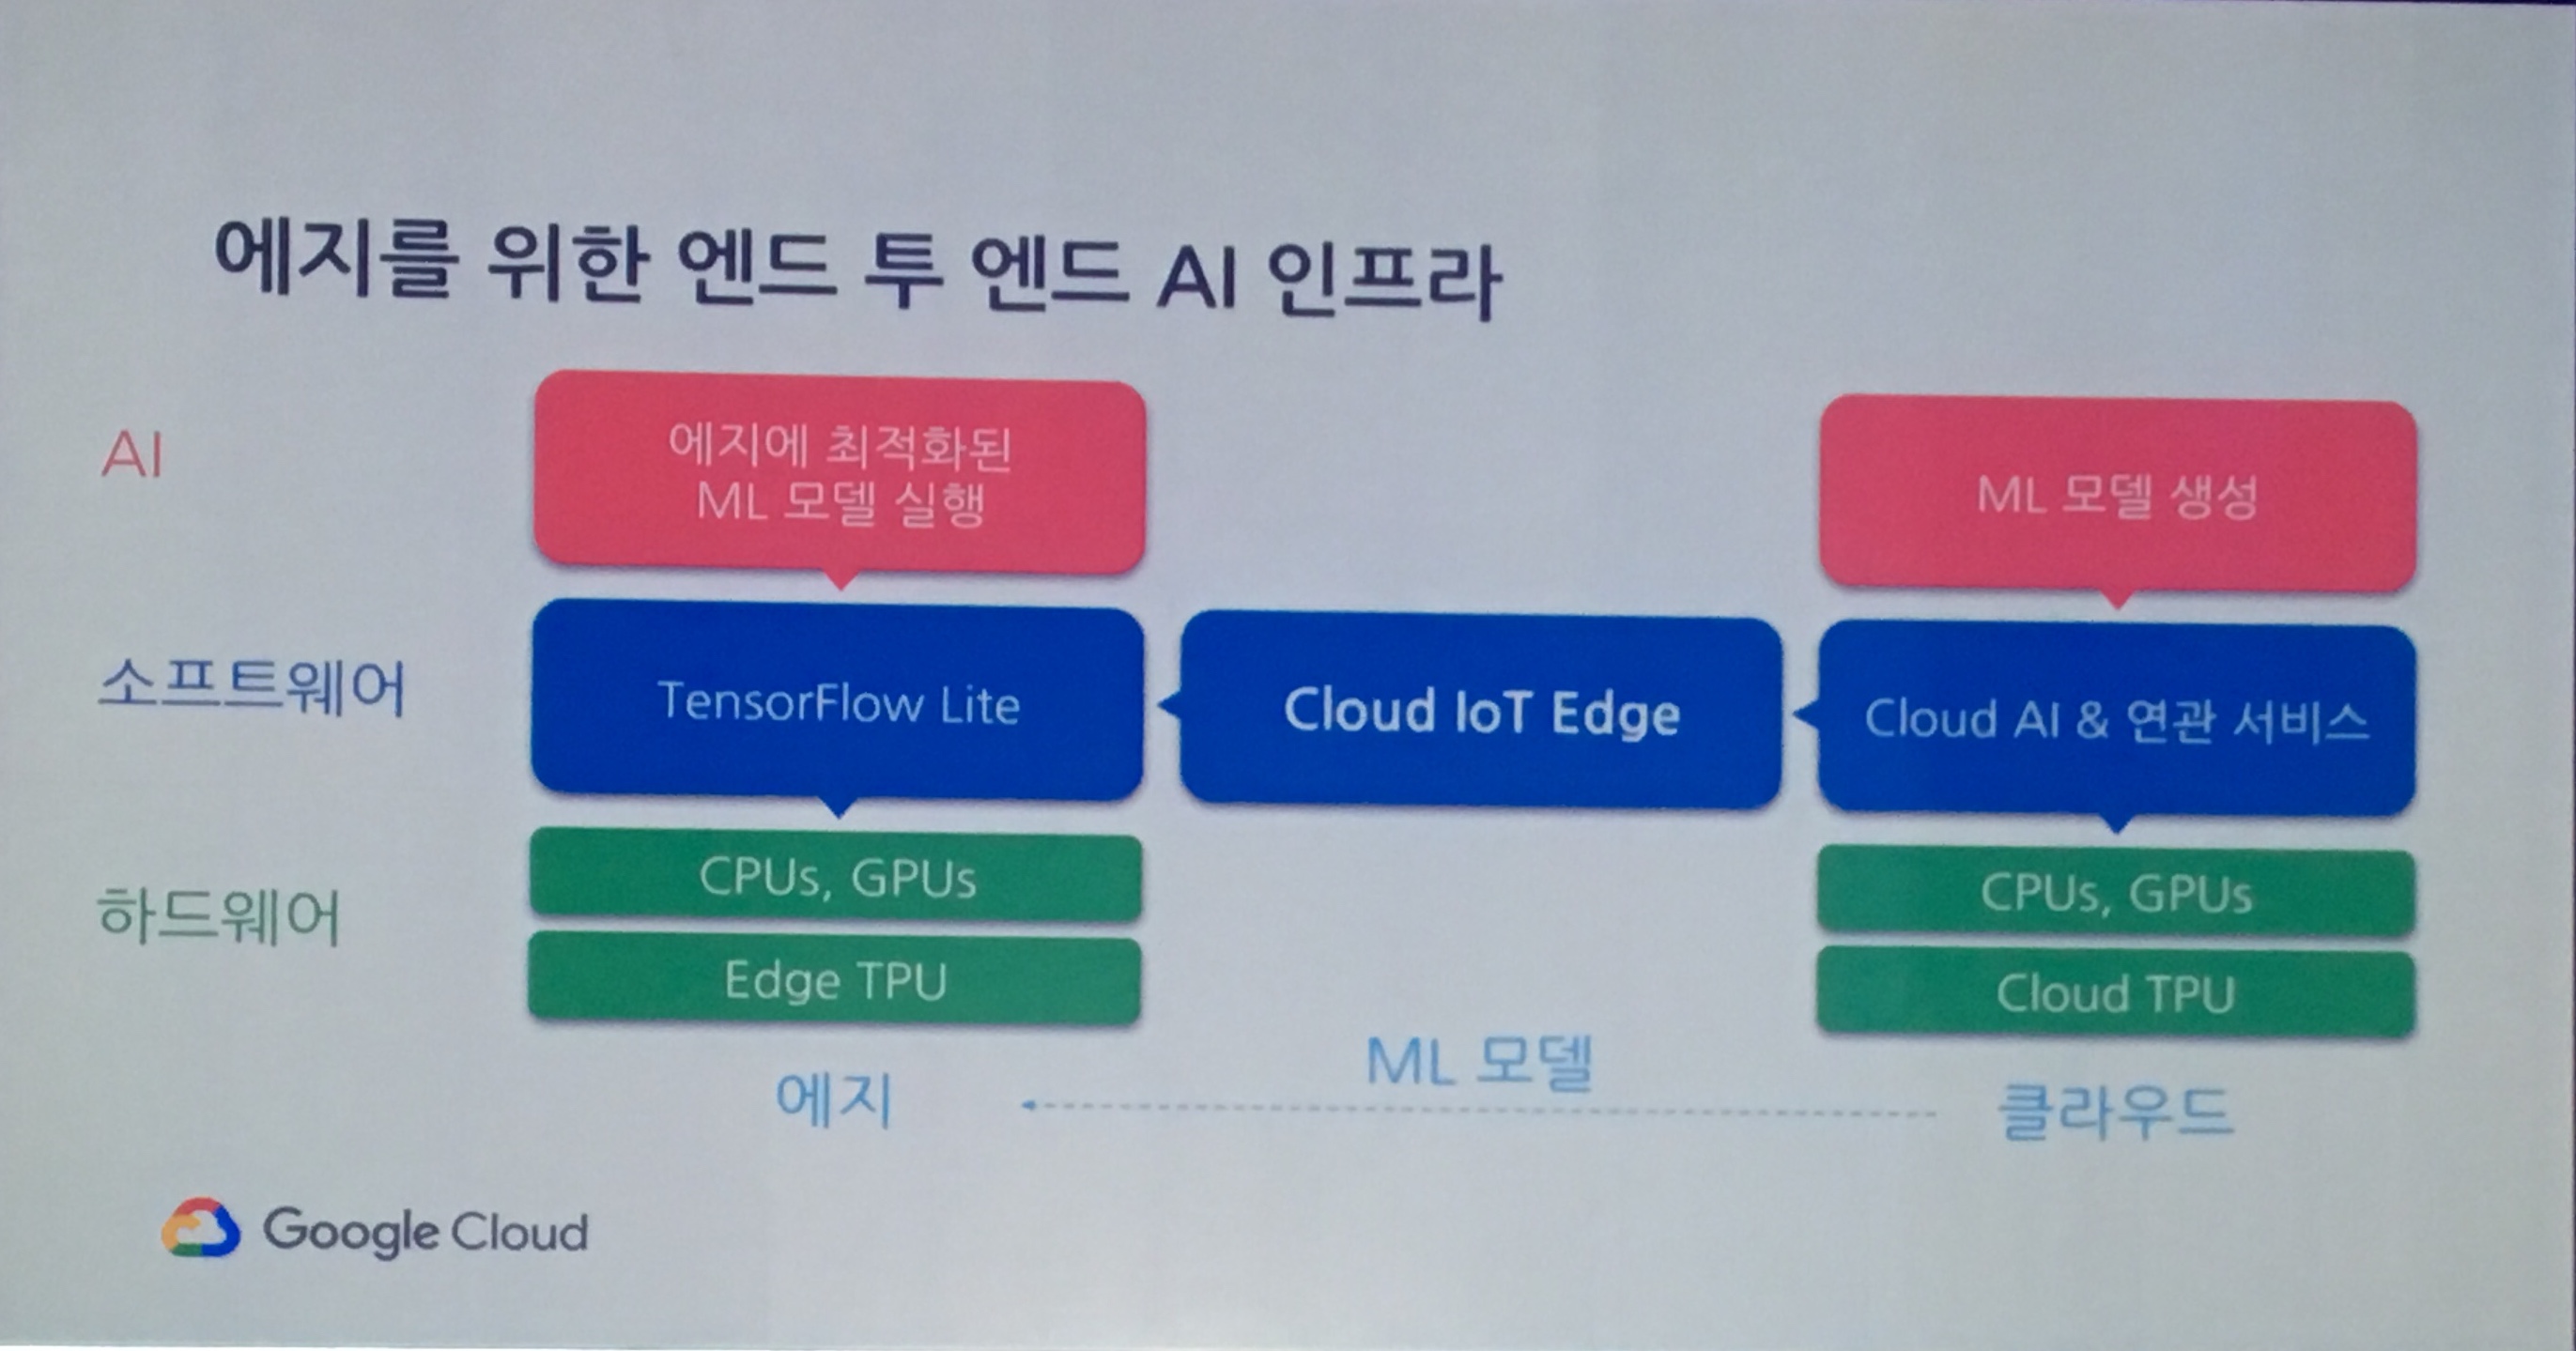 에지를 위한 엔드 투 엔드 AI 인프라
AI
에지에 최적화된
ML 모델 실행
ML 모델 생성
소프트웨어
TensorFlow Lite
Cloud IoT Edge
Cloud AI & 연관 서비스
하드웨어
CPUs, GPUs
CPUs, GPUs
Edge TPU
Cloud TPU
에지
ML 모델
클라우드
Google Cloud